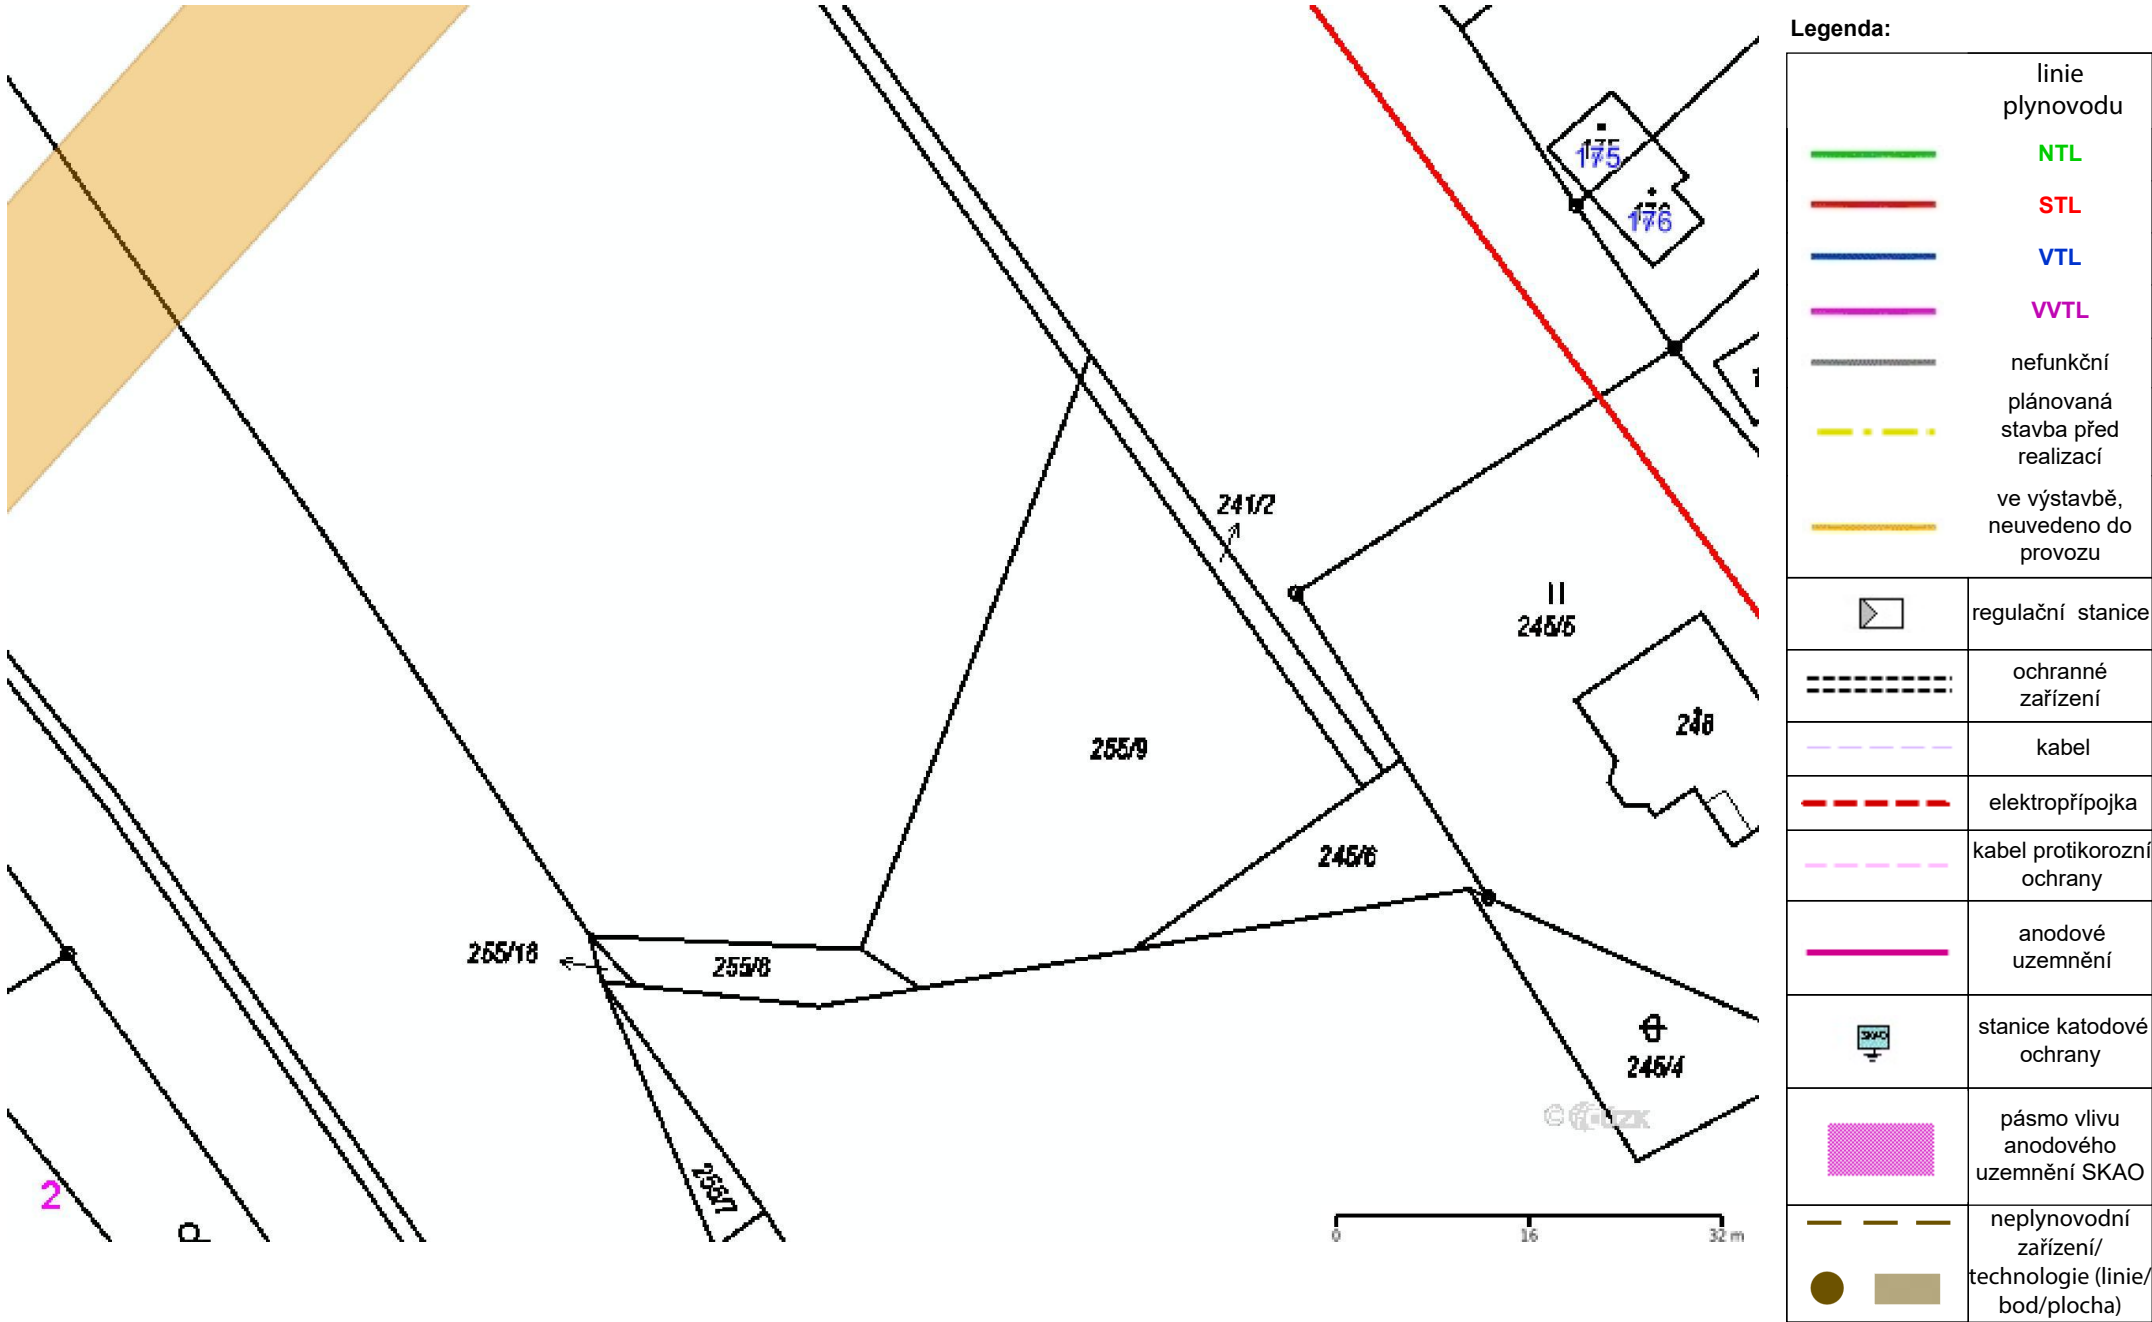 Legenda:
linie
plynovodu
NTL
STL
VTL
VVTL
nefunkční
plánovaná
stavba před
realizací
ve výstavbě,
neuvedeno do
provozu
regulační stanice
ochranné
zařízení
kabel
elektropřípojka
kabel protikorozní
ochrany
anodové
uzemnění
SKAO
stanice katodové
ochrany
pásmo vlivu
anodového
uzemnění SKAO
neplynovodní
zařízení/
technologie (linie/
bod/plocha)
175
176
241/2
245/5
248
255/9
245/6
255/18
255/8
245/4
255/7
2
p
0 16 32 m